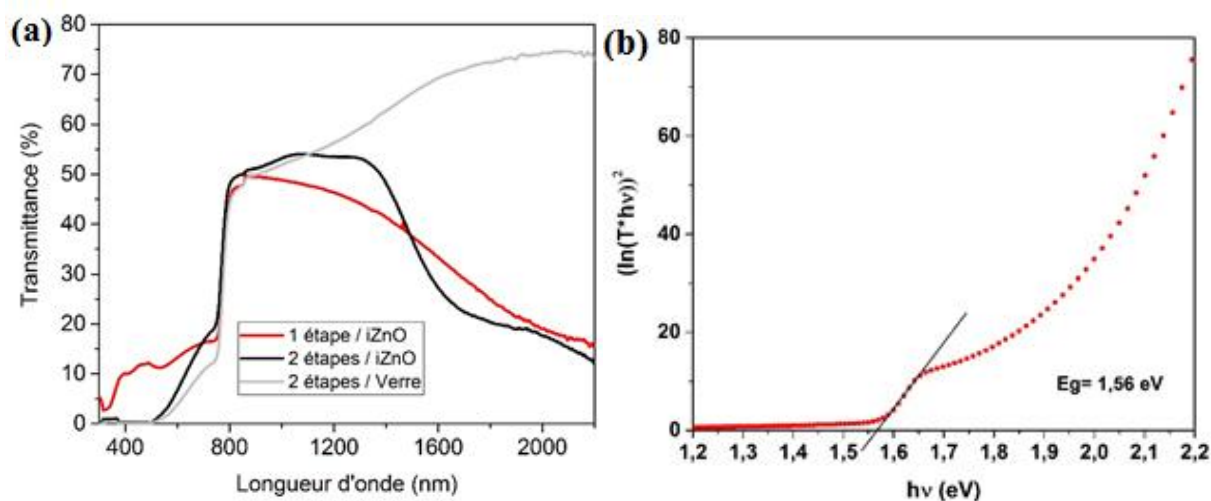 (a)
80
70
60
50
40
30
20
10
0
Transmittance (%)
1 étape / iZnO
2 étapes / iZnO
2 étapes / Verre
400 800 1200 1600 2000
Longueur d'onde (nm)
(b)
80
60
40
20
0
(ln(T*hν))²
Eg= 1,56 eV
1,2 1,3 1,4 1,5 1,6 1,7 1,8 1,9 2,0 2,1 2,2
hν (eV)